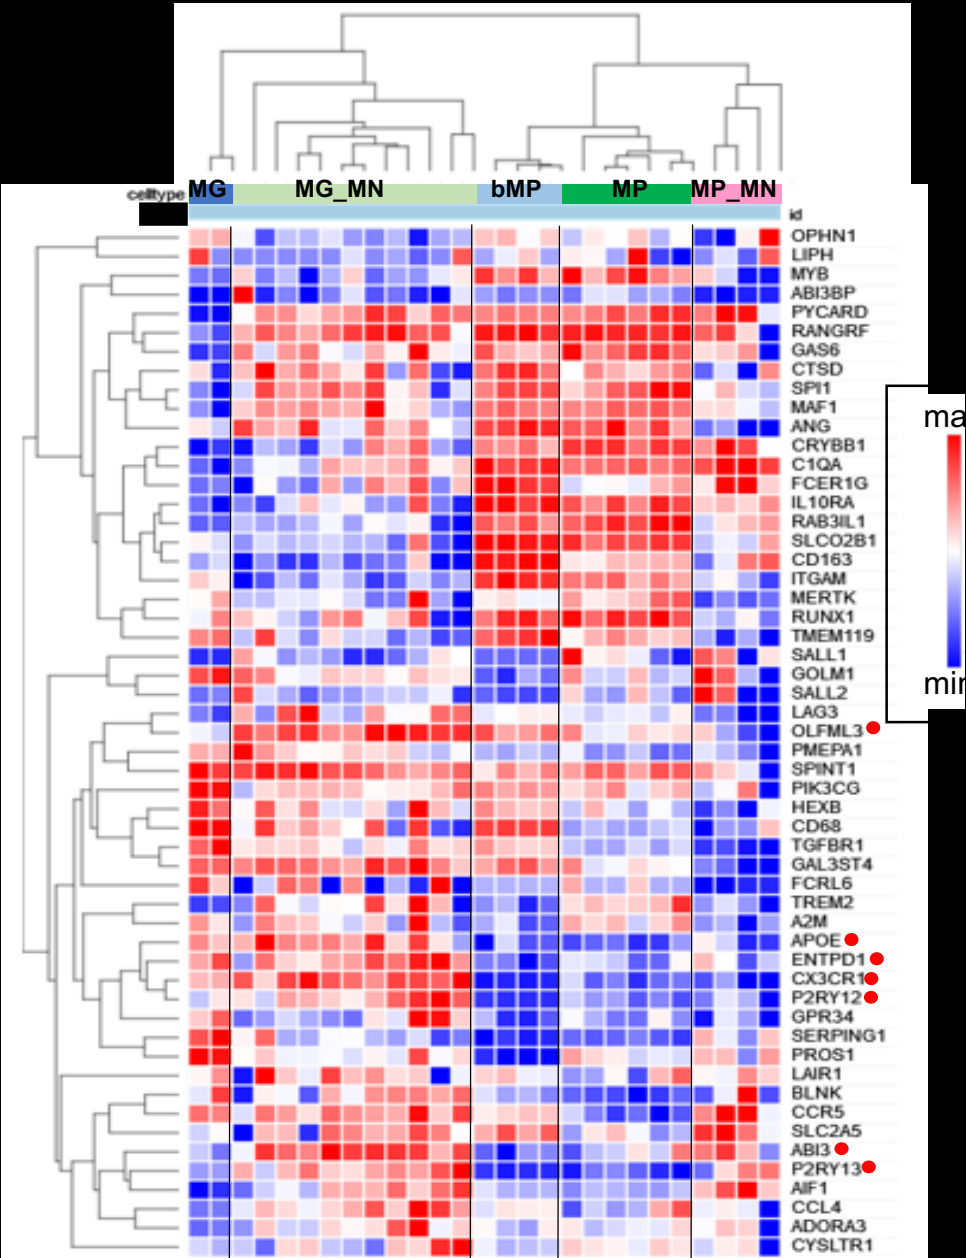 celltype MG MG_MN bMP MP MP_MN
id
OPHN1
LIPH
MYB
ABI3BP
PYCARD
RANGRF
GAS6
CTSD
SPI1
MAF1
ma
ANG
CRYBB1
C1QA
FCER1G
IL10RA
RAB3IL1
SLCO2B1
CD163
ITGAM
MERTK
RUNX1
TMEM119
SALL1
GOLM1
min
SALL2
LAG3
OLFML3
PMEPA1
SPINT1
PIK3CG
HEXB
CD68
TGFBR1
GAL3ST4
FCRL6
TREM2
A2M
APOE
ENTPD1
CX3CR1
P2RY12
GPR34
SERPING1
PROS1
LAIR1
BLNK
CCR5
SLC2A5
ABI3
P2RY13
AIF1
CCL4
ADORA3
CYSLTR1